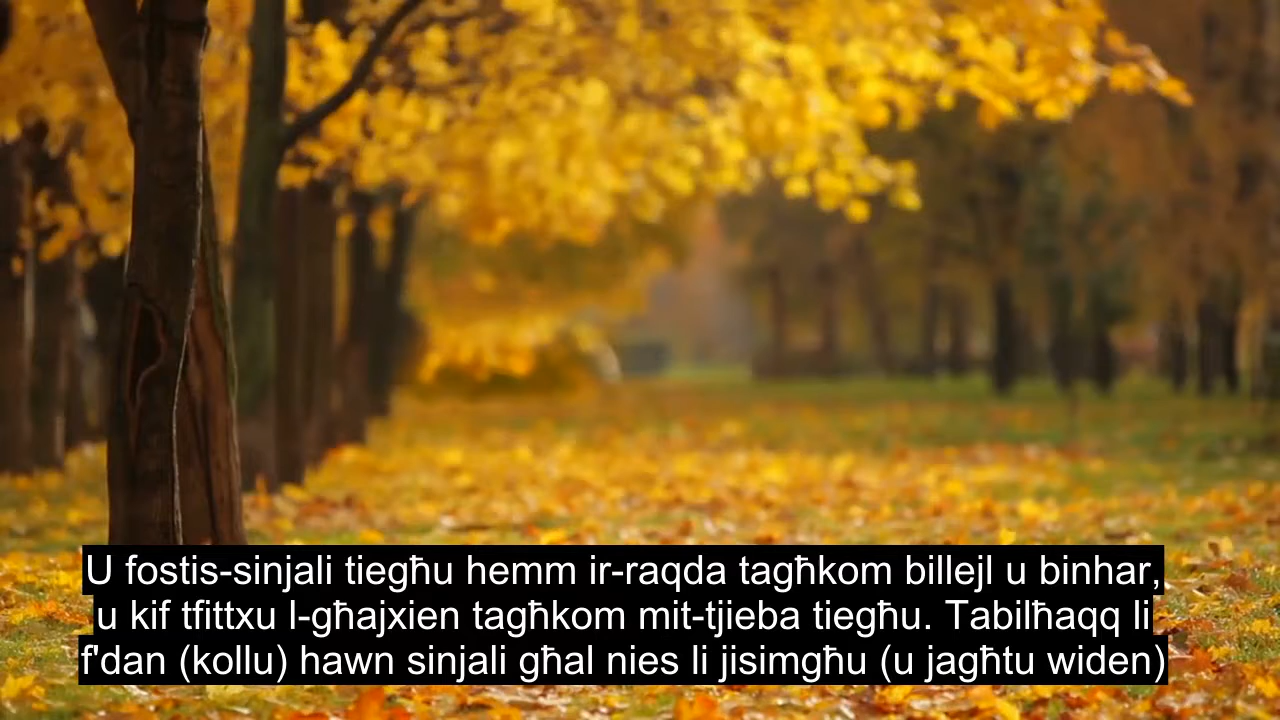 U fostis-sinjali tiegħu hemm ir-raqda tagħkom billejl u binhar,
u kif tfittxu l-għajxien tagħkom mit-tjieba tiegħu. Tabilħaqq li
f'dan (kollu) hawn sinjali għal nies li jisimgħu (u jagħtu widen)